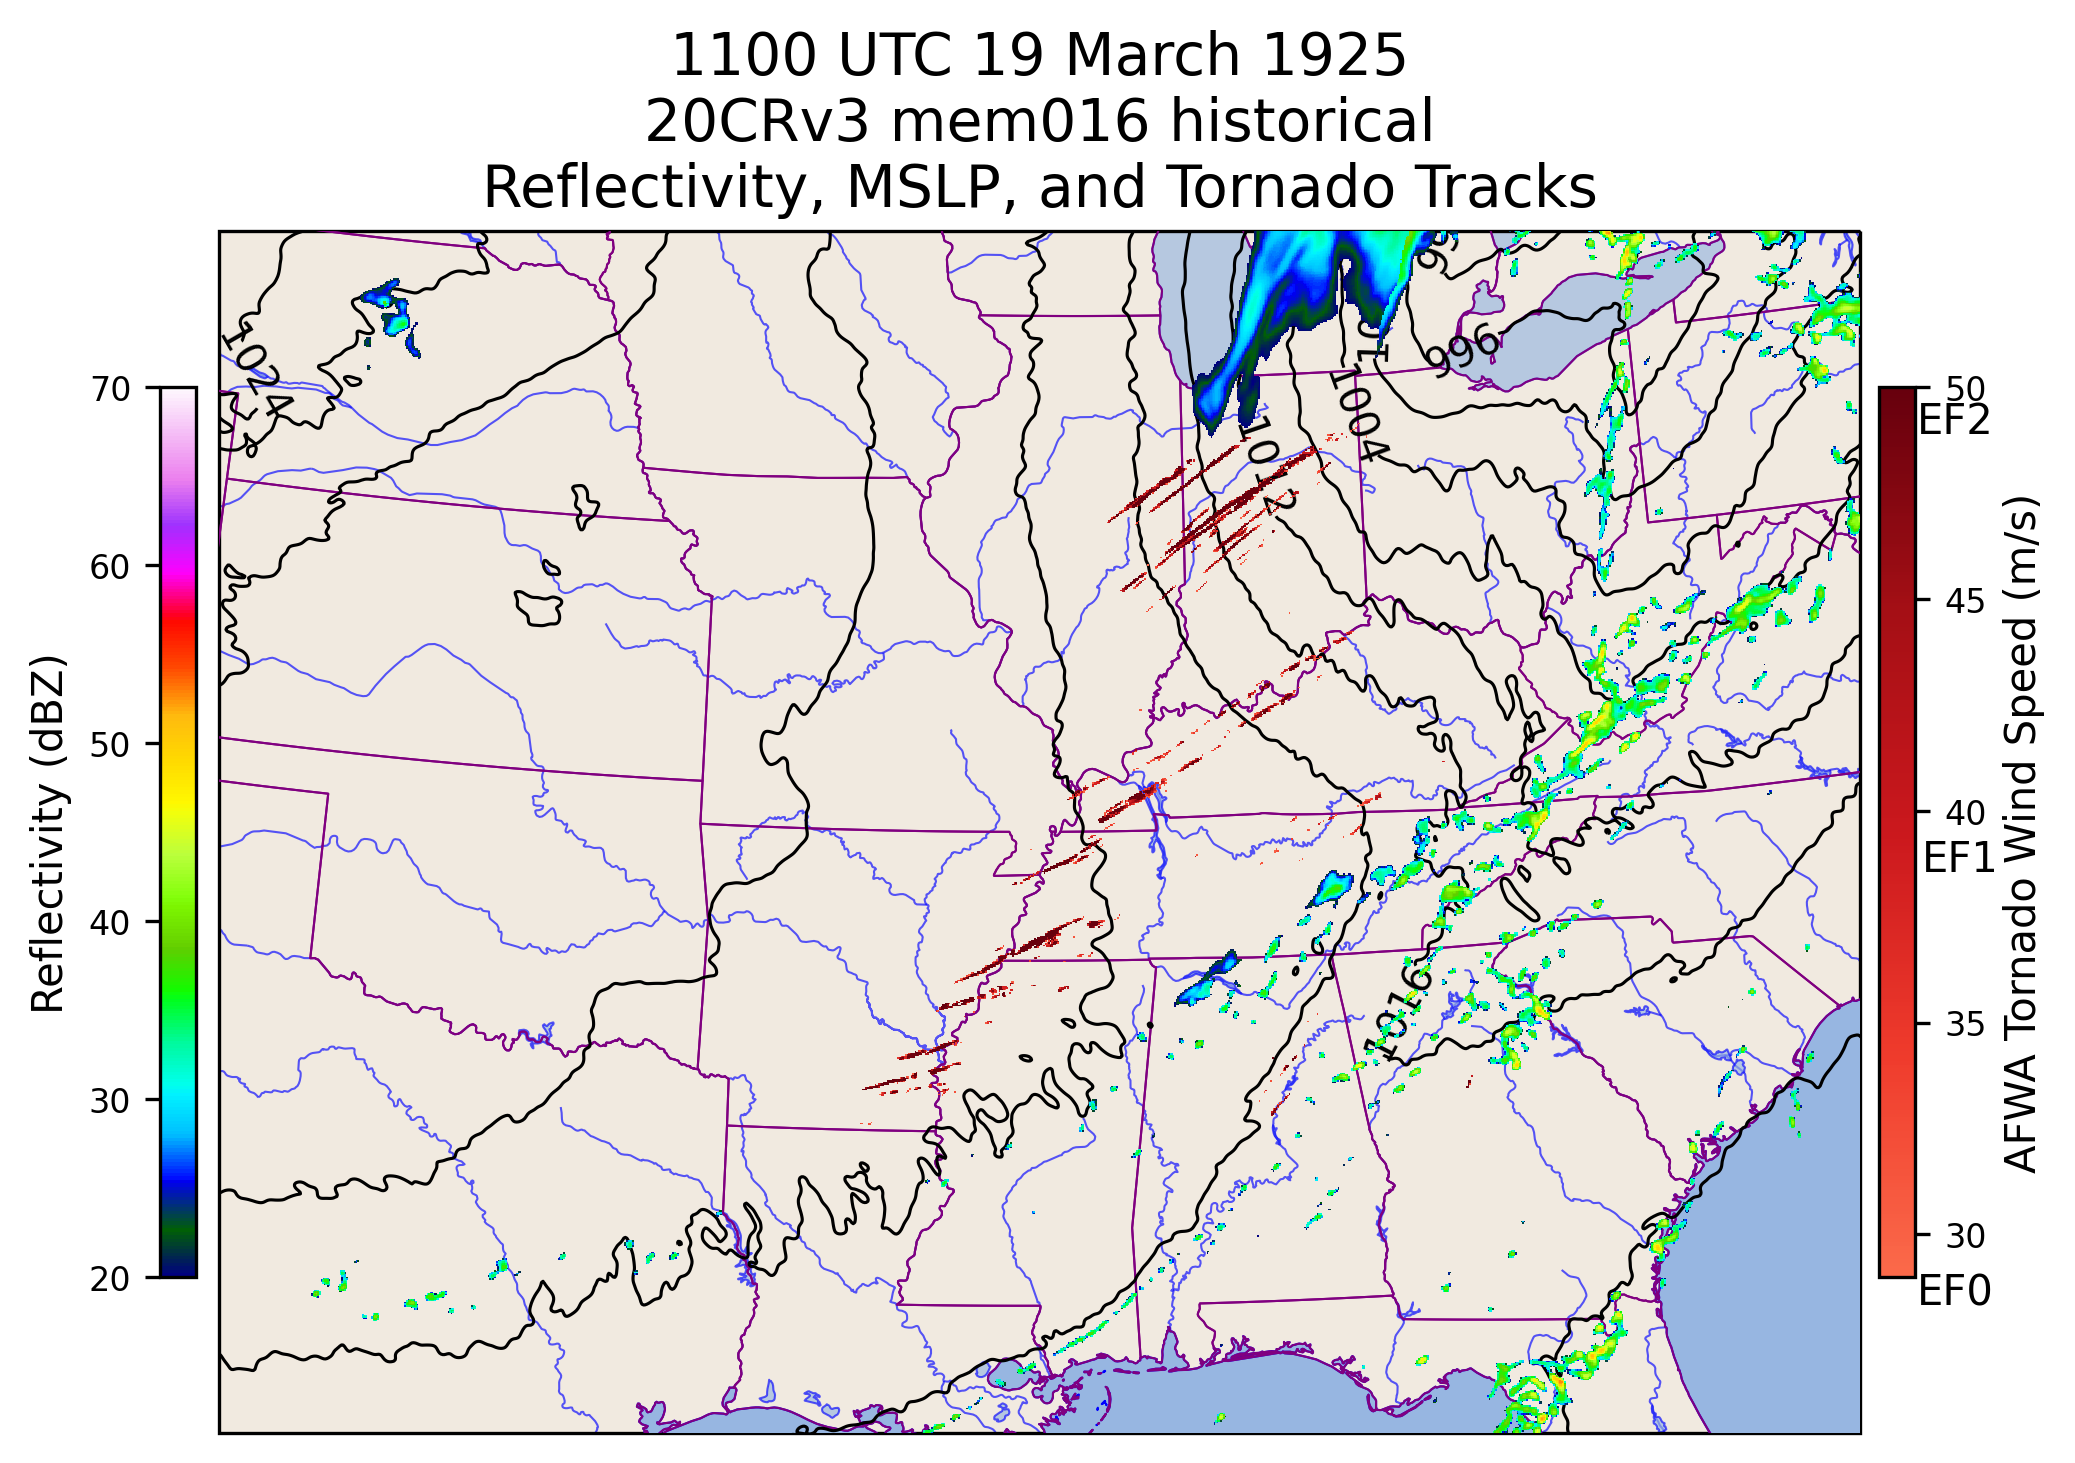 1100 UTC 19 March 1925
20CRv3 mem016 historical
Reflectivity, MSLP, and Tornado Tracks
Reflectivity (dBZ)
70
60
50
40
30
20
1024
996
1004
1012
1016
50
EF2
45
40
EF1
35
30
EF0
AFWA Tornado Wind Speed (m/s)